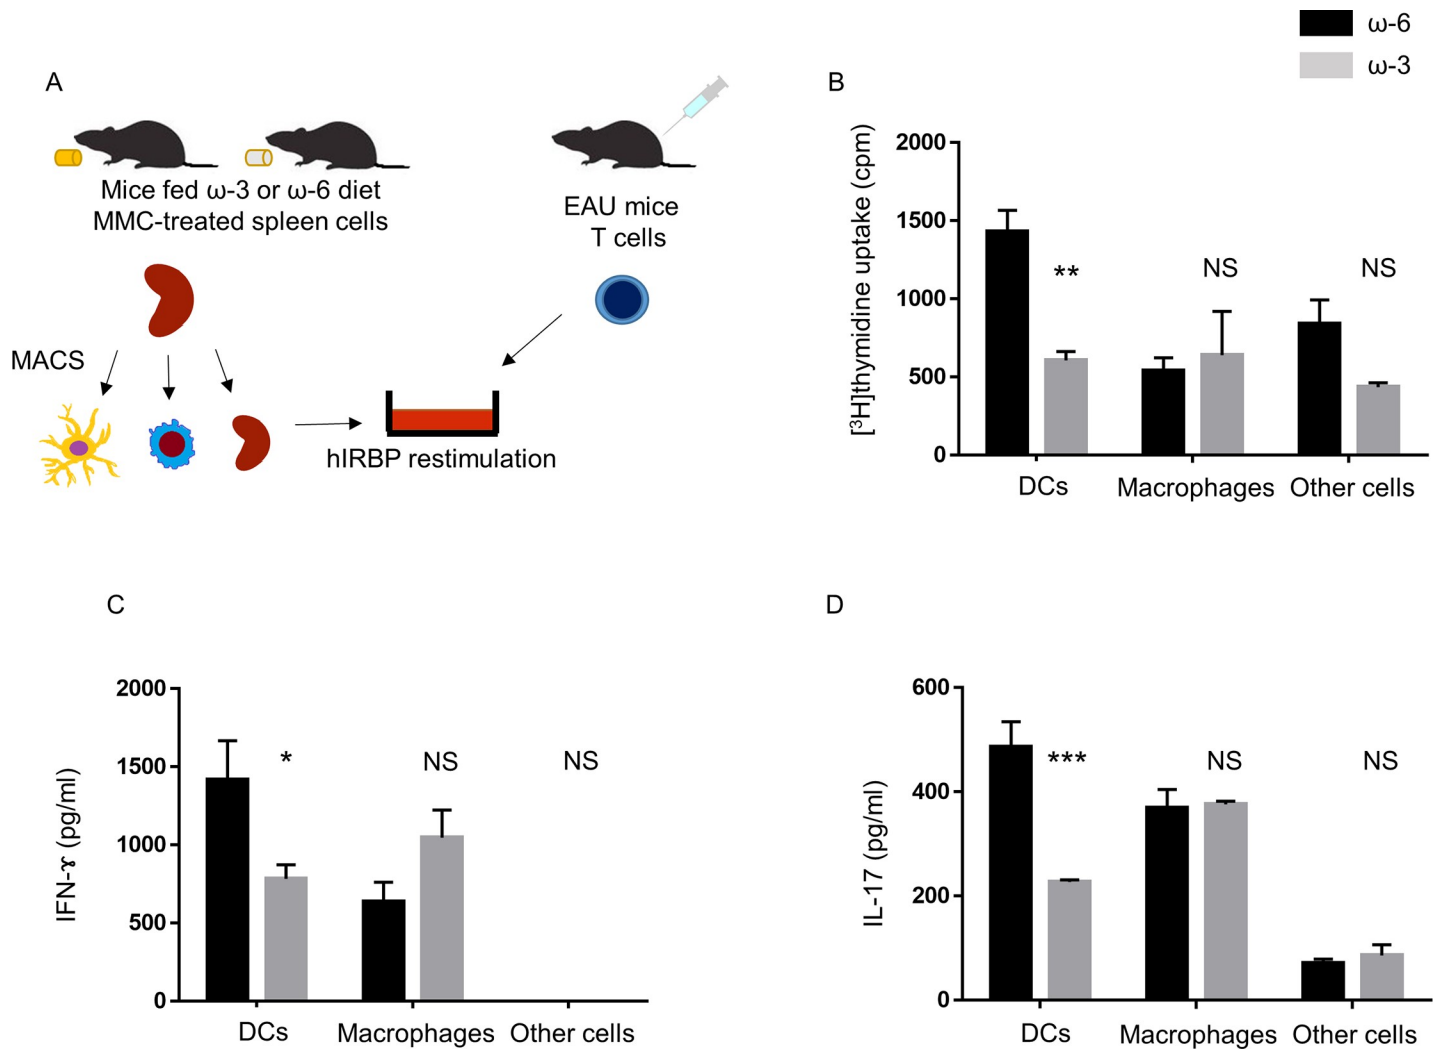 ω-6
ω-3
A
Mice fed ω-3 or ω-6 diet
MMC-treated spleen cells
EAU mice
T cells
MACS
hIRBP restimulation
B
[³H]thymidine uptake (cpm)
2000
1500
1000
500
0
**
NS
NS
DCs
Macrophages
Other cells
C
IFN-ɤ (pg/ml)
2000
1500
1000
500
0
*
NS
NS
DCs
Macrophages
Other cells
D
IL-17 (pg/ml)
600
400
200
0
***
NS
NS
DCs
Macrophages
Other cells